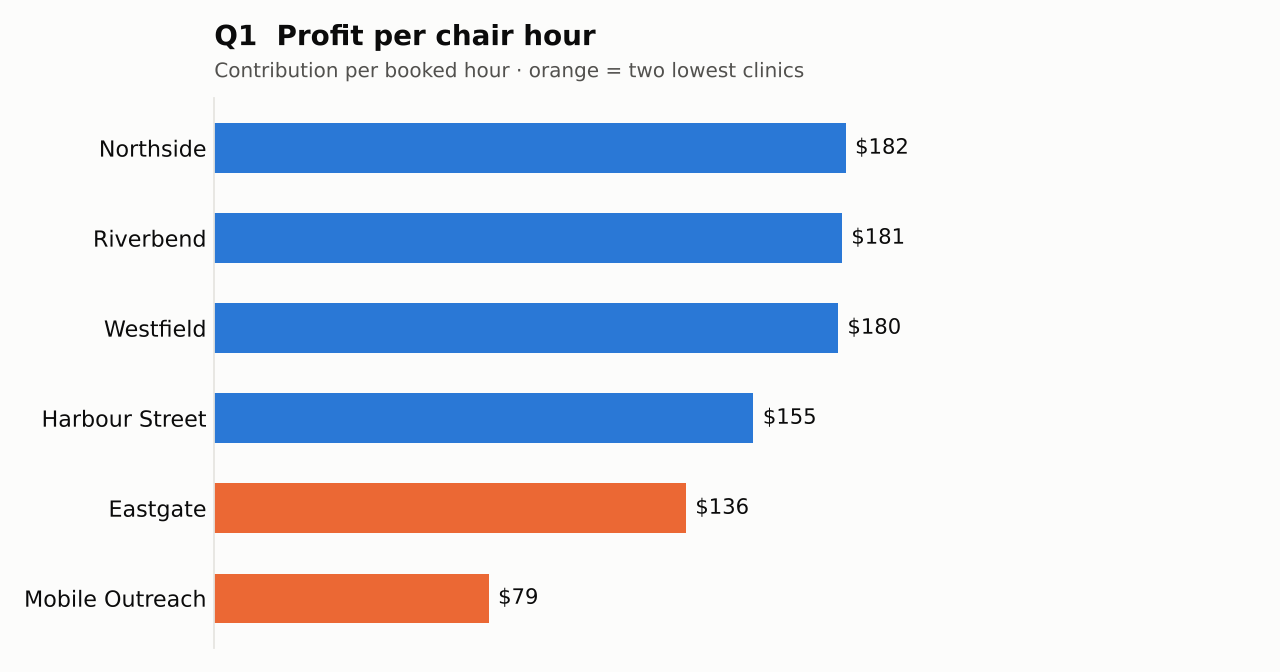 Q1  Profit per chair hour
Contribution per booked hour · orange = two lowest clinics
Northside $182
Riverbend $181
Westfield $180
Harbour Street $155
Eastgate $136
Mobile Outreach $79